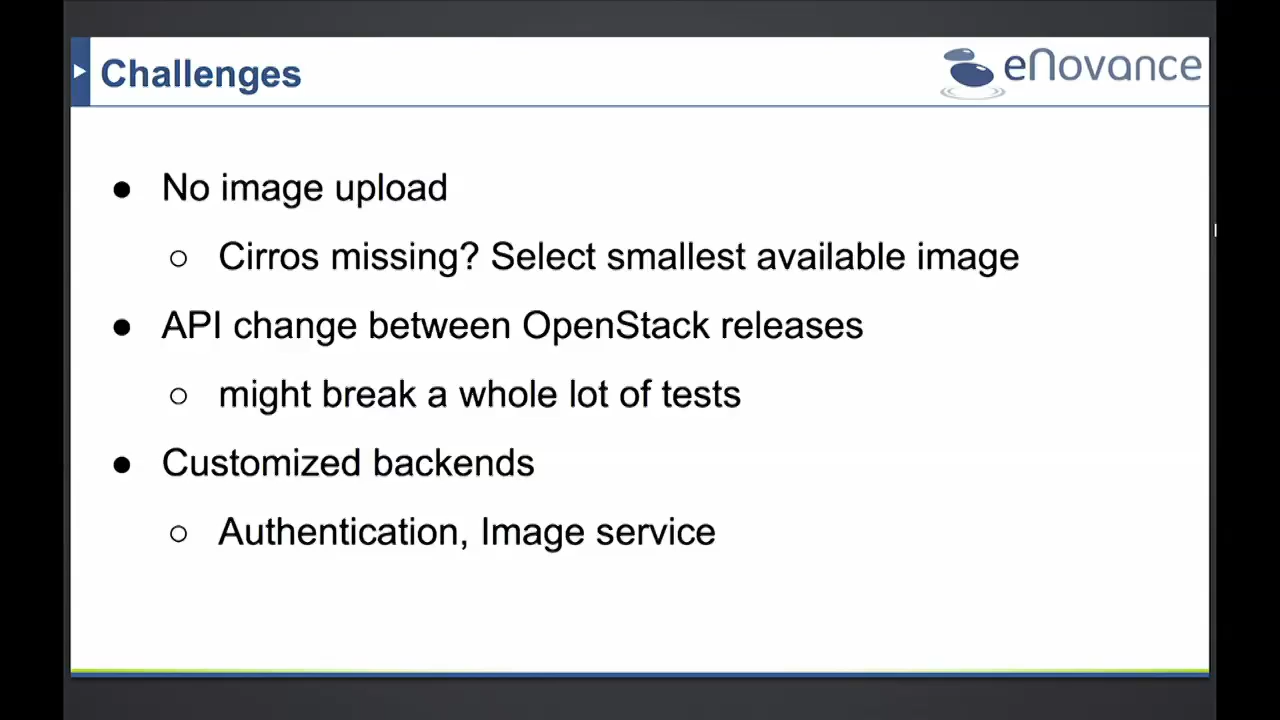 Challenges
eNovance
● No image upload
○ Cirros missing? Select smallest available image
● API change between OpenStack releases
○ might break a whole lot of tests
● Customized backends
○ Authentication, Image service